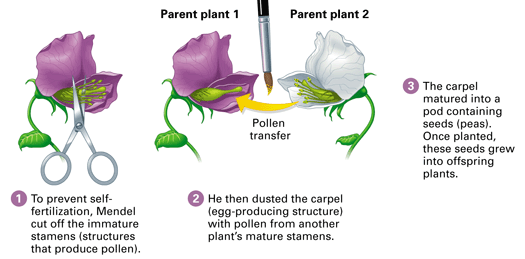 Parent plant 1
Parent plant 2
Pollen
transfer
1 To prevent self-
fertilization, Mendel
cut off the immature
stamens (structures
that produce pollen).
2 He then dusted the carpel
(egg-producing structure)
with pollen from another
plant's mature stamens.
3 The carpel
matured into a
pod containing
seeds (peas).
Once planted,
these seeds grew
into offspring
plants.